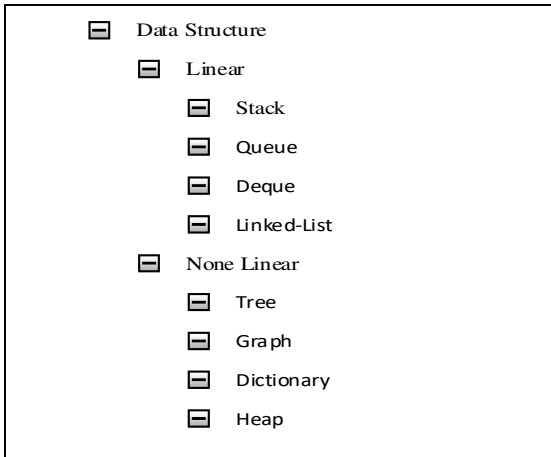 Data Structure
Linear
Stack
Queue
Deque
Linked-List
None Linear
Tree
Graph
Dictionary
Heap